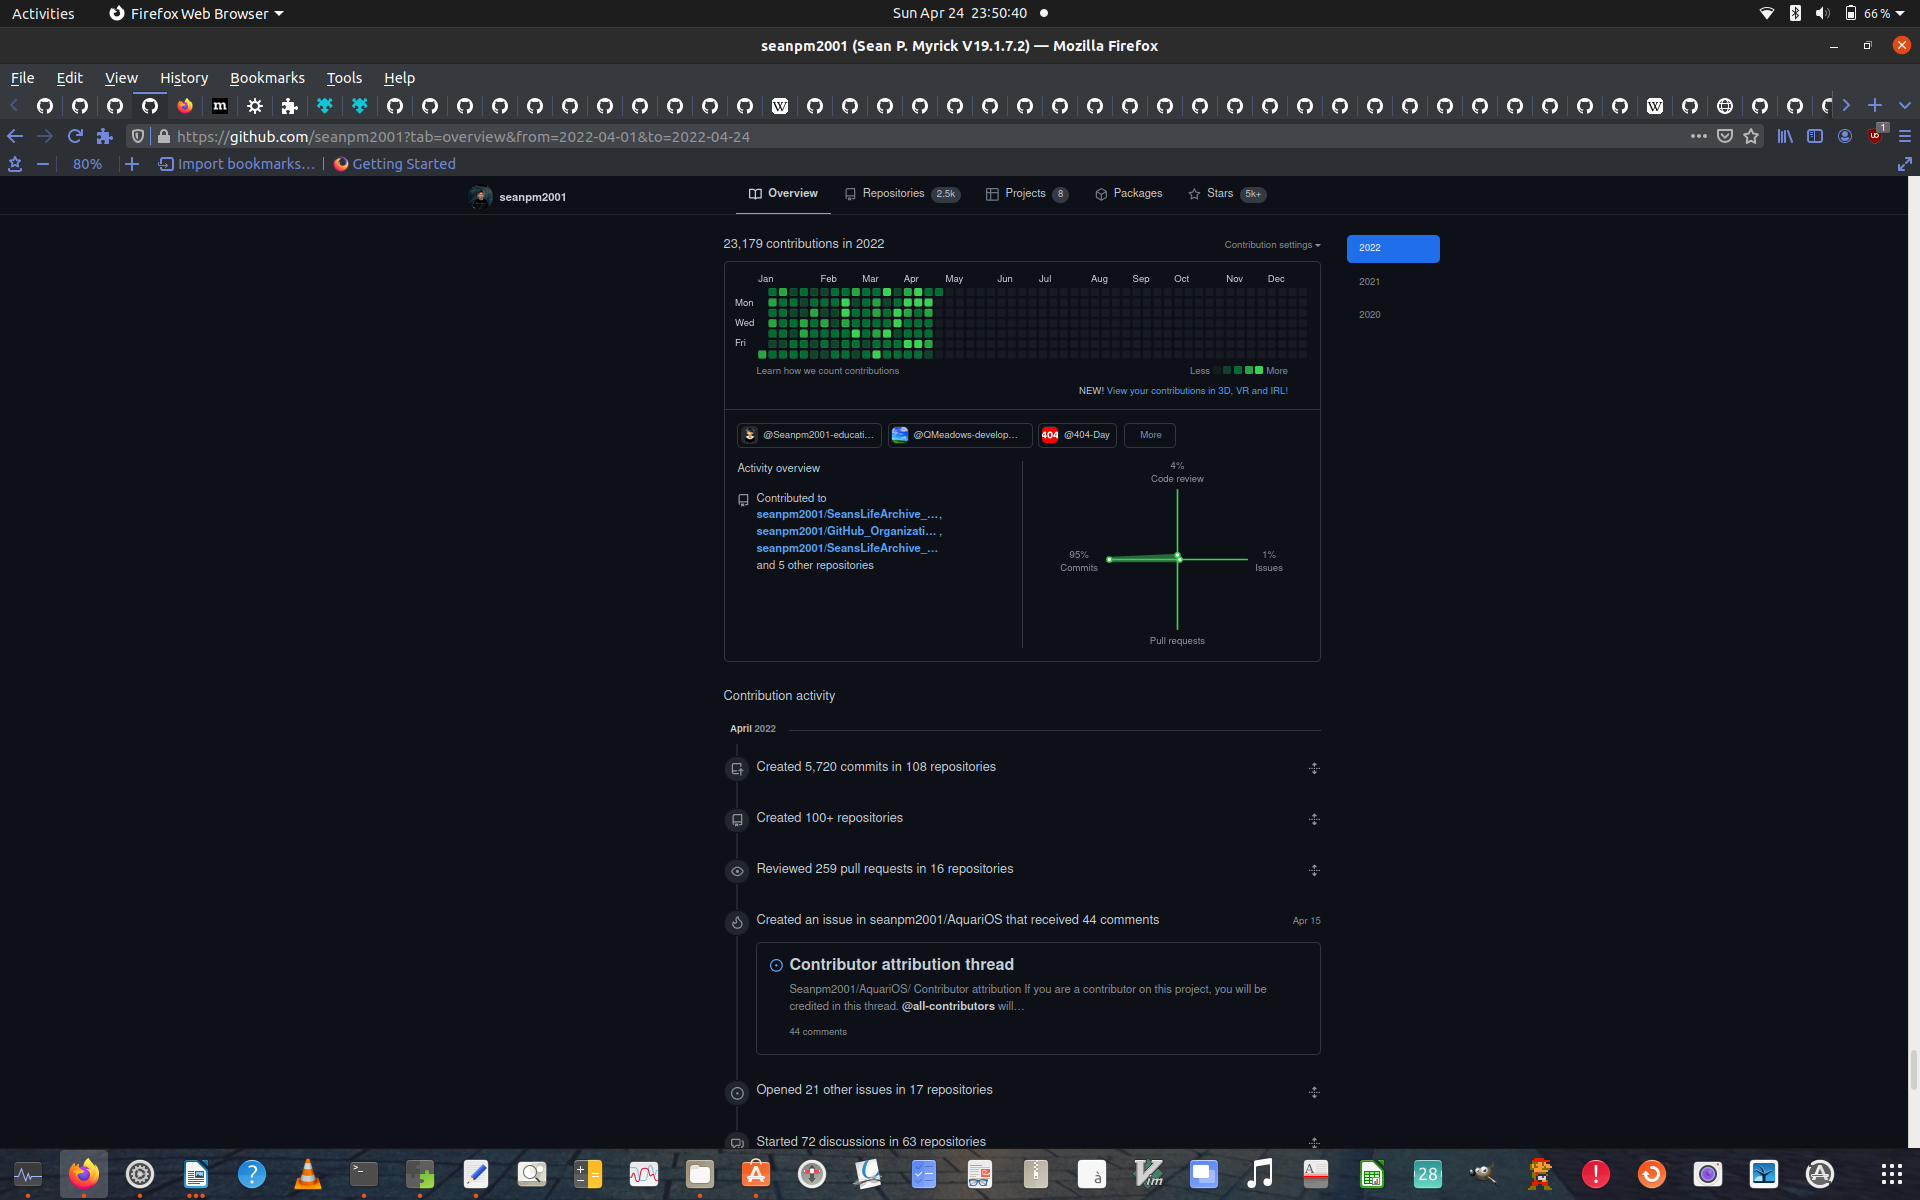 Activities
Firefox Web Browser
Sun Apr 24 23:50:40
66 %
seanpm2001 (Sean P. Myrick V19.1.7.2) — Mozilla Firefox
File Edit View History Bookmarks Tools Help
https://github.com/seanpm2001?tab=overview&from=2022-04-01&to=2022-04-24
1
80%
Import bookmarks...
Getting Started
seanpm2001
Overview
Repositories 2.5k
Projects 8
Packages
Stars 5k+
23,179 contributions in 2022
Contribution settings
2022
2021
2020
Jan Feb Mar Apr May Jun Jul Aug Sep Oct Nov Dec
Mon
Wed
Fri
Learn how we count contributions
Less More
NEW! View your contributions in 3D, VR and IRL!
@Seanpm2001-educati...
@QMeadows-develop...
404 @404-Day
More
Activity overview
Contributed to
seanpm2001/SeansLifeArchive_...,
seanpm2001/GitHub_Organizati... ,
seanpm2001/SeansLifeArchive_...
and 5 other repositories
4%
Code review
95%
Commits
1%
Issues
Pull requests
Contribution activity
April 2022
Created 5,720 commits in 108 repositories
Created 100+ repositories
Reviewed 259 pull requests in 16 repositories
Created an issue in seanpm2001/AquariOS that received 44 comments
Apr 15
Contributor attribution thread
Seanpm2001/AquariOS/ Contributor attribution If you are a contributor on this project, you will be
credited in this thread. @all-contributors will...
44 comments
Opened 21 other issues in 17 repositories
Started 72 discussions in 63 repositories
28